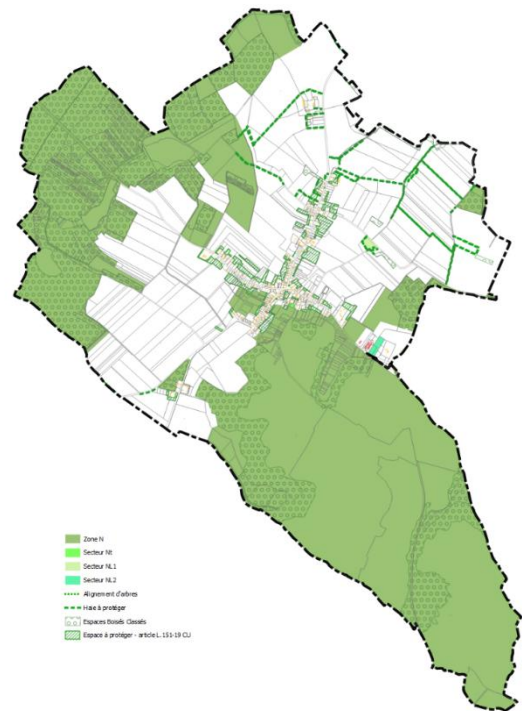 Zone N
Secteur Nt
Secteur NL1
Secteur NL2
Alignement d'arbres
Haie à protéger
Espaces Boisés Classés
Espace à protéger - article L. 151-19 CU